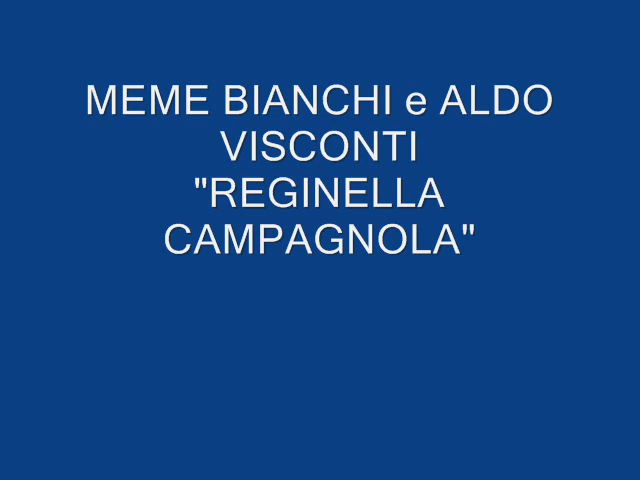 MEME BIANCHI e ALDO
VISCONTI
"REGINELLA
CAMPAGNOLA"